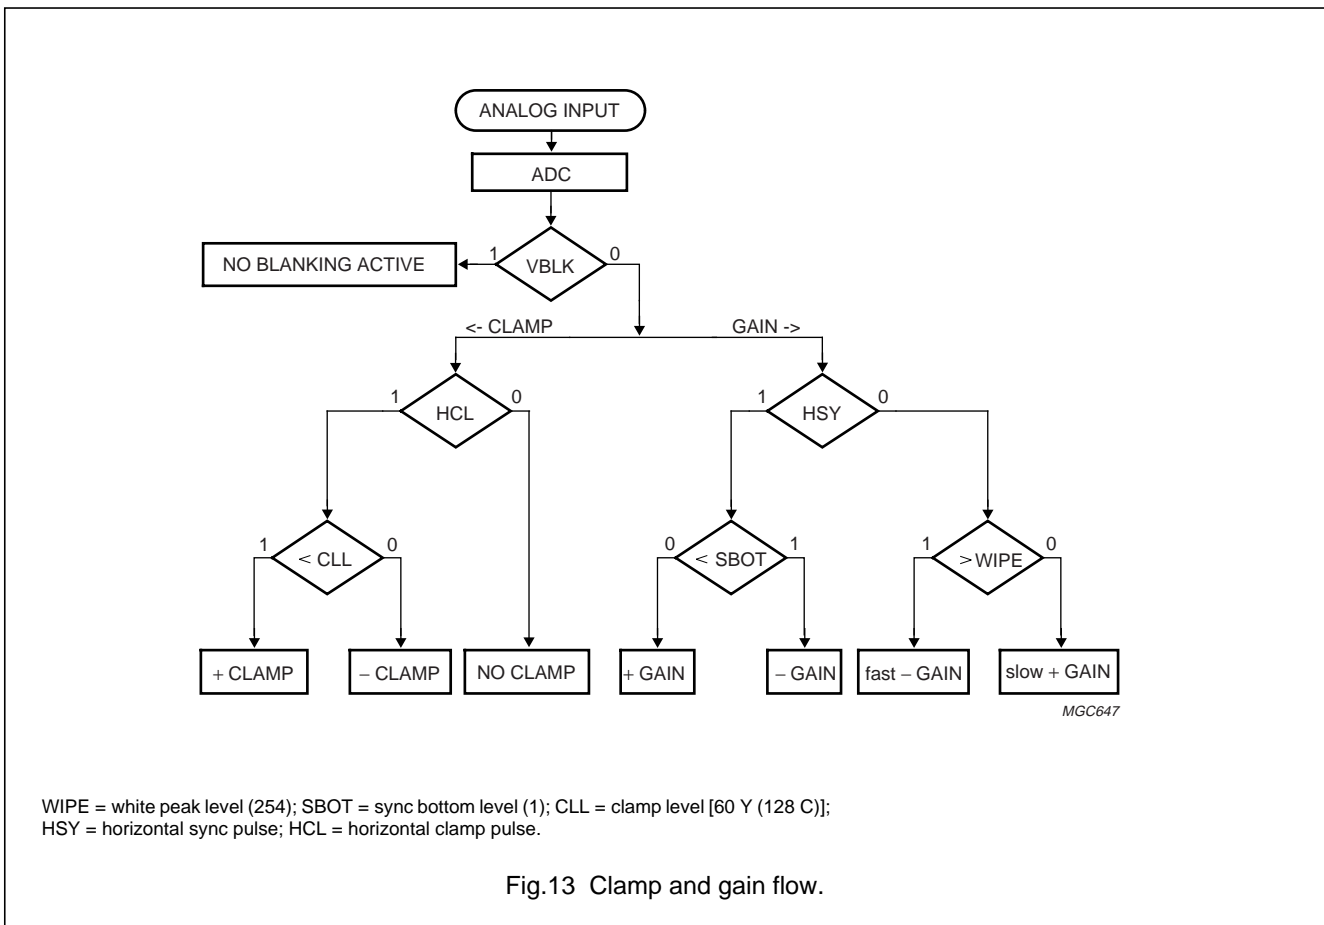 ANALOG INPUT
ADC
1 VBLK 0
NO BLANKING ACTIVE
<- CLAMP GAIN ->
1 HCL 0
1 HSY 0
1 < CLL 0
0 < SBOT 1
1 > WIPE 0
+ CLAMP
− CLAMP
NO CLAMP
+ GAIN
− GAIN
fast − GAIN
slow + GAIN
MGC647
WIPE = white peak level (254); SBOT = sync bottom level (1); CLL = clamp level [60 Y (128 C)];
HSY = horizontal sync pulse; HCL = horizontal clamp pulse.
Fig.13 Clamp and gain flow.